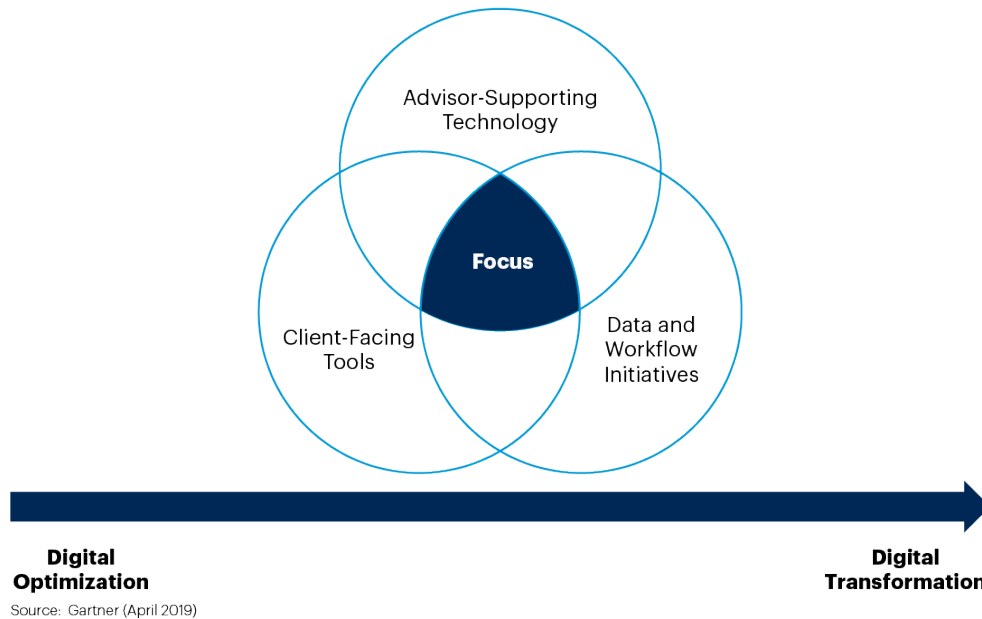 Advisor-Supporting
Technology
Focus
Client-Facing
Tools
Data and
Workflow
Initiatives
Digital
Optimization
Digital
Transformation
Source: Gartner (April 2019)